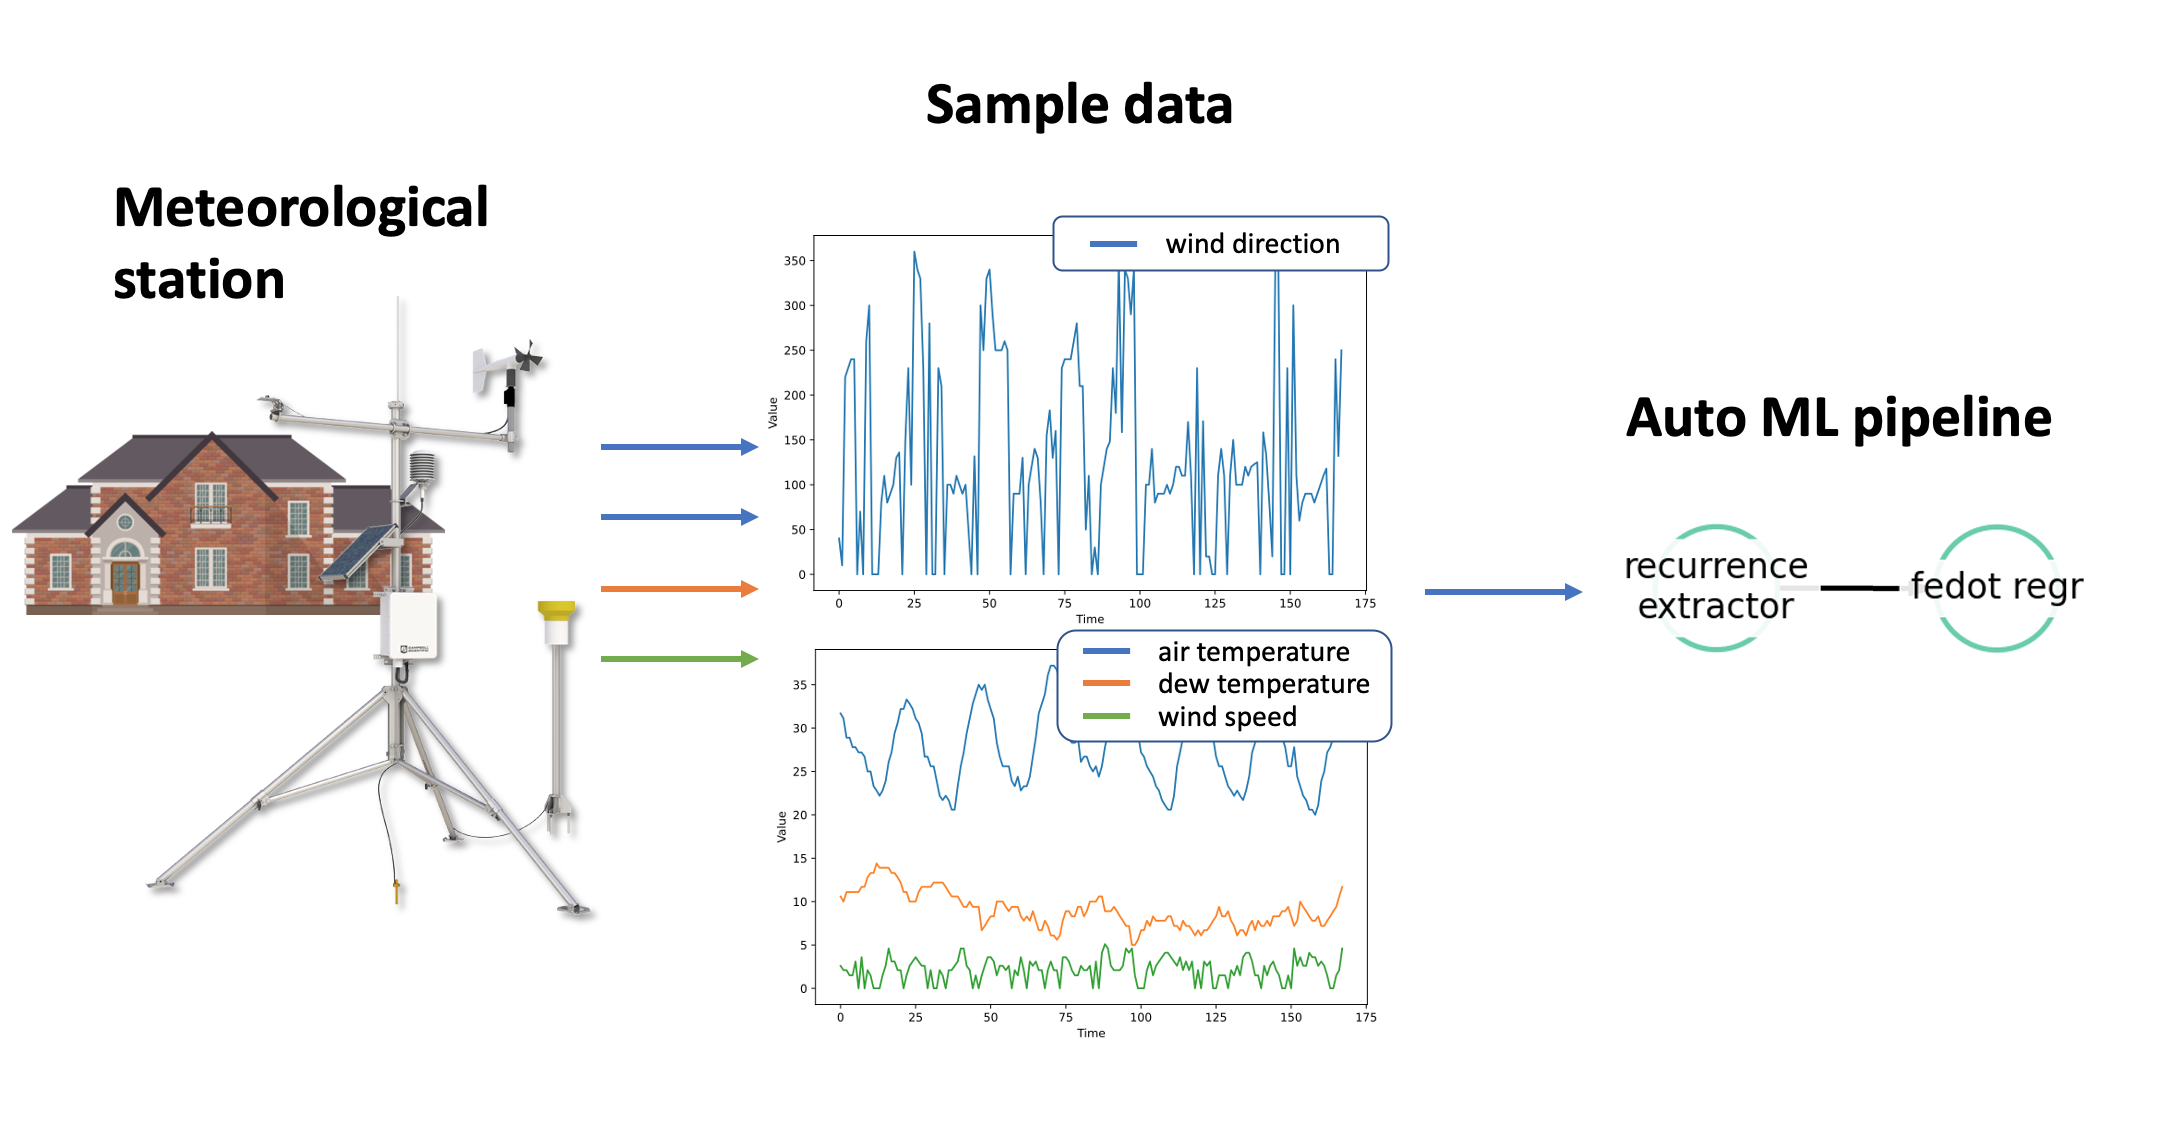 Sample data
Meteorological
station
wind direction
350
300
250
200
150
100
50
0
Value
0 25 50 75 100 125 150 175
Time
air temperature
dew temperature
wind speed
35
30
25
20
15
10
5
0
Value
0 25 50 75 100 125 150 175
Time
Auto ML pipeline
recurrence
extractor
fedot regr